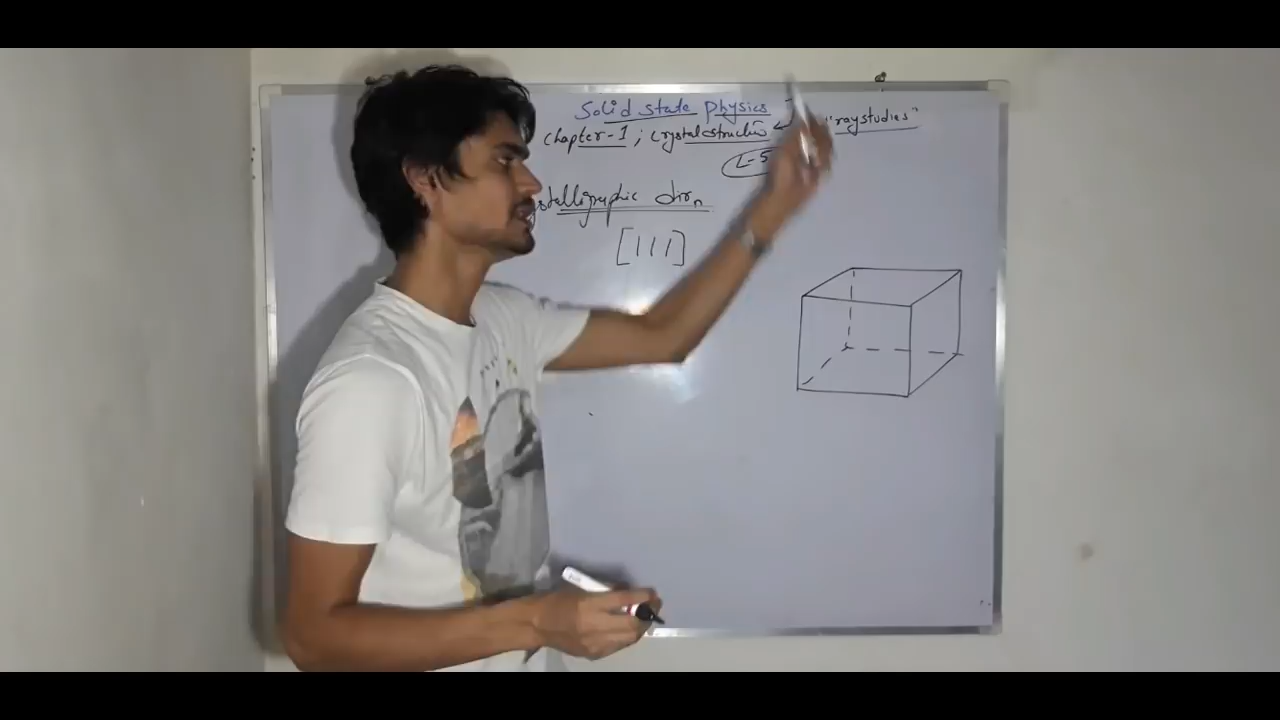 Solid state physics
"raystudies"
chapter-1 ; crystal structure
L-5
stallographic dirn
[111]